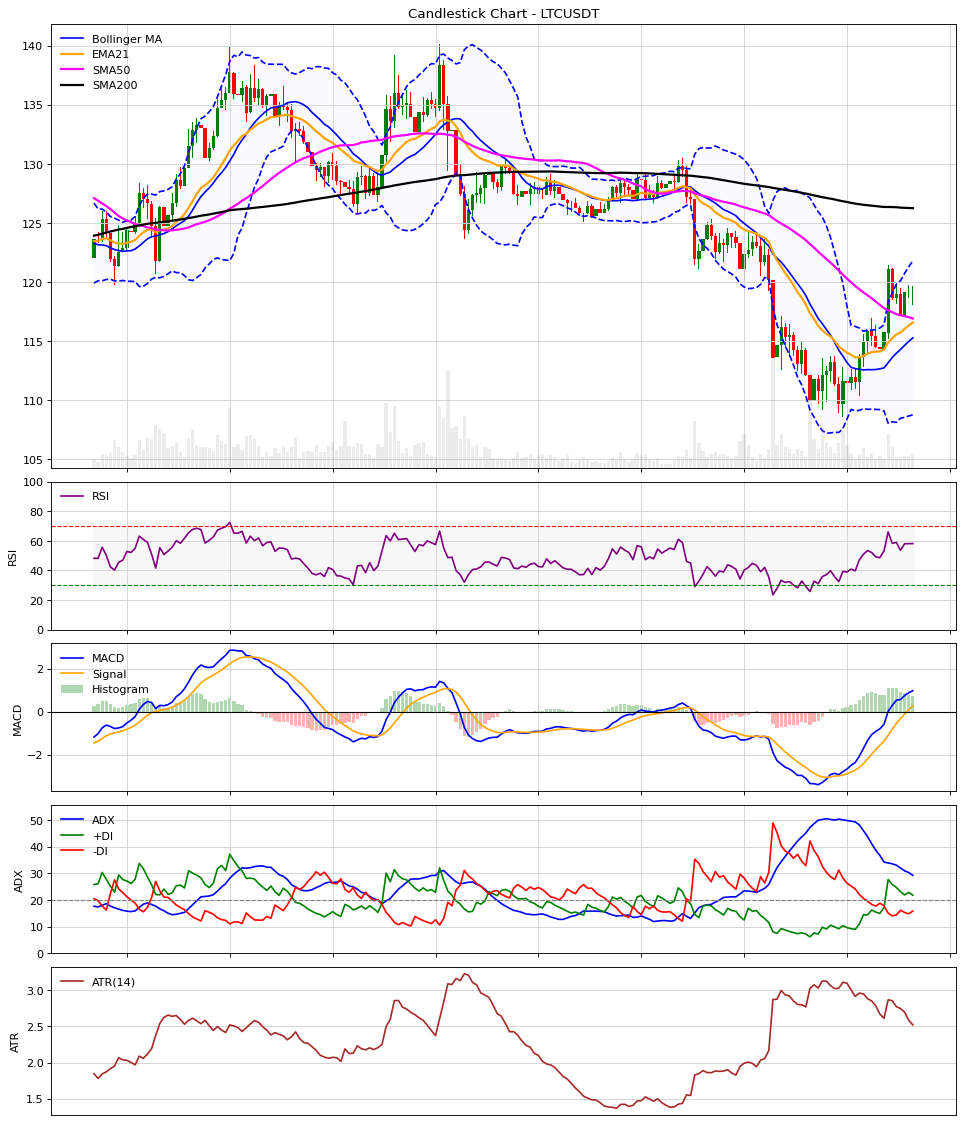 Candlestick Chart - LTCUSDT
Bollinger MA
EMA21
SMA50
SMA200
140
135
130
125
120
115
110
105
RSI
RSI
100
80
60
40
20
0
MACD
Signal
Histogram
MACD
2
0
−2
ADX
+DI
-DI
ADX
50
40
30
20
10
0
ATR(14)
ATR
3.0
2.5
2.0
1.5